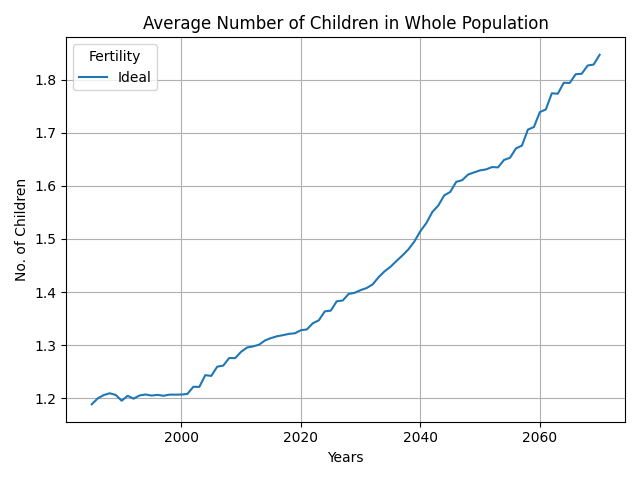 Average Number of Children in Whole Population
Fertility
Ideal
No. of Children
1.8
1.7
1.6
1.5
1.4
1.3
1.2
2000 2020 2040 2060
Years